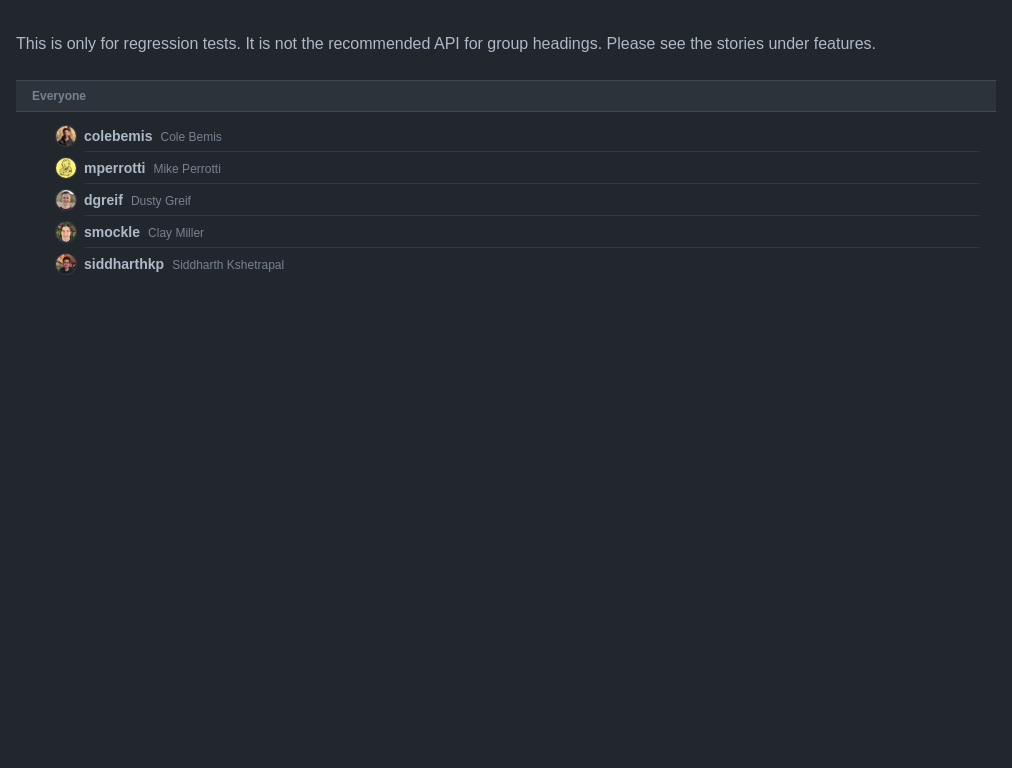 This is only for regression tests. It is not the recommended API for group headings. Please see the stories under features.
Everyone
colebemis Cole Bemis
mperrotti Mike Perrotti
dgreif Dusty Greif
smockle Clay Miller
siddharthkp Siddharth Kshetrapal